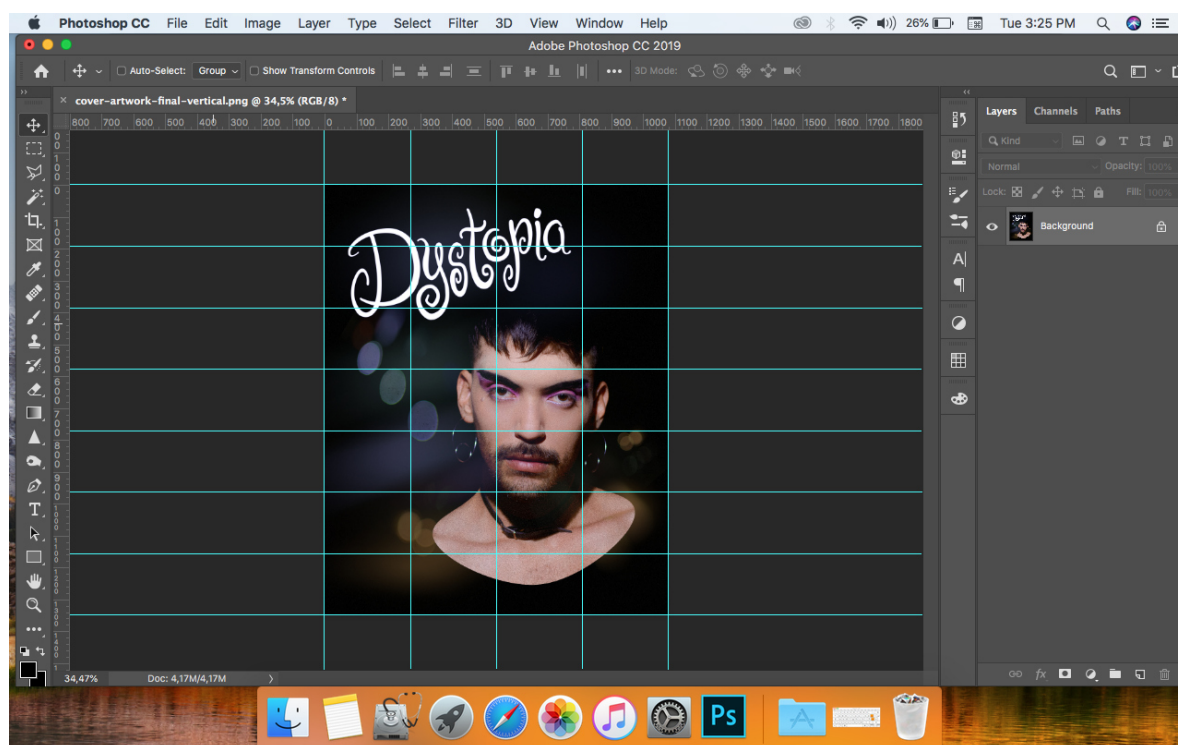 Photoshop CC File Edit Image Layer Type Select Filter 3D View Window Help 26% Tue 3:25 PM
Adobe Photoshop CC 2019
Auto-Select: Group Show Transform Controls 3D Mode:
× cover-artwork-final-vertical.png @ 34,5% (RGB/8) *
800 700 600 500 400 300 200 100 0 100 200 300 400 500 600 700 800 900 1000 1100 1200 1300 1400 1500 1600 1700 1800
Dystopia
Layers Channels Paths
Kind
Normal Opacity: 100%
Lock: Fill: 100%
Background
A
T
fx
34,47% Doc: 4,17M/4,17M
Ps